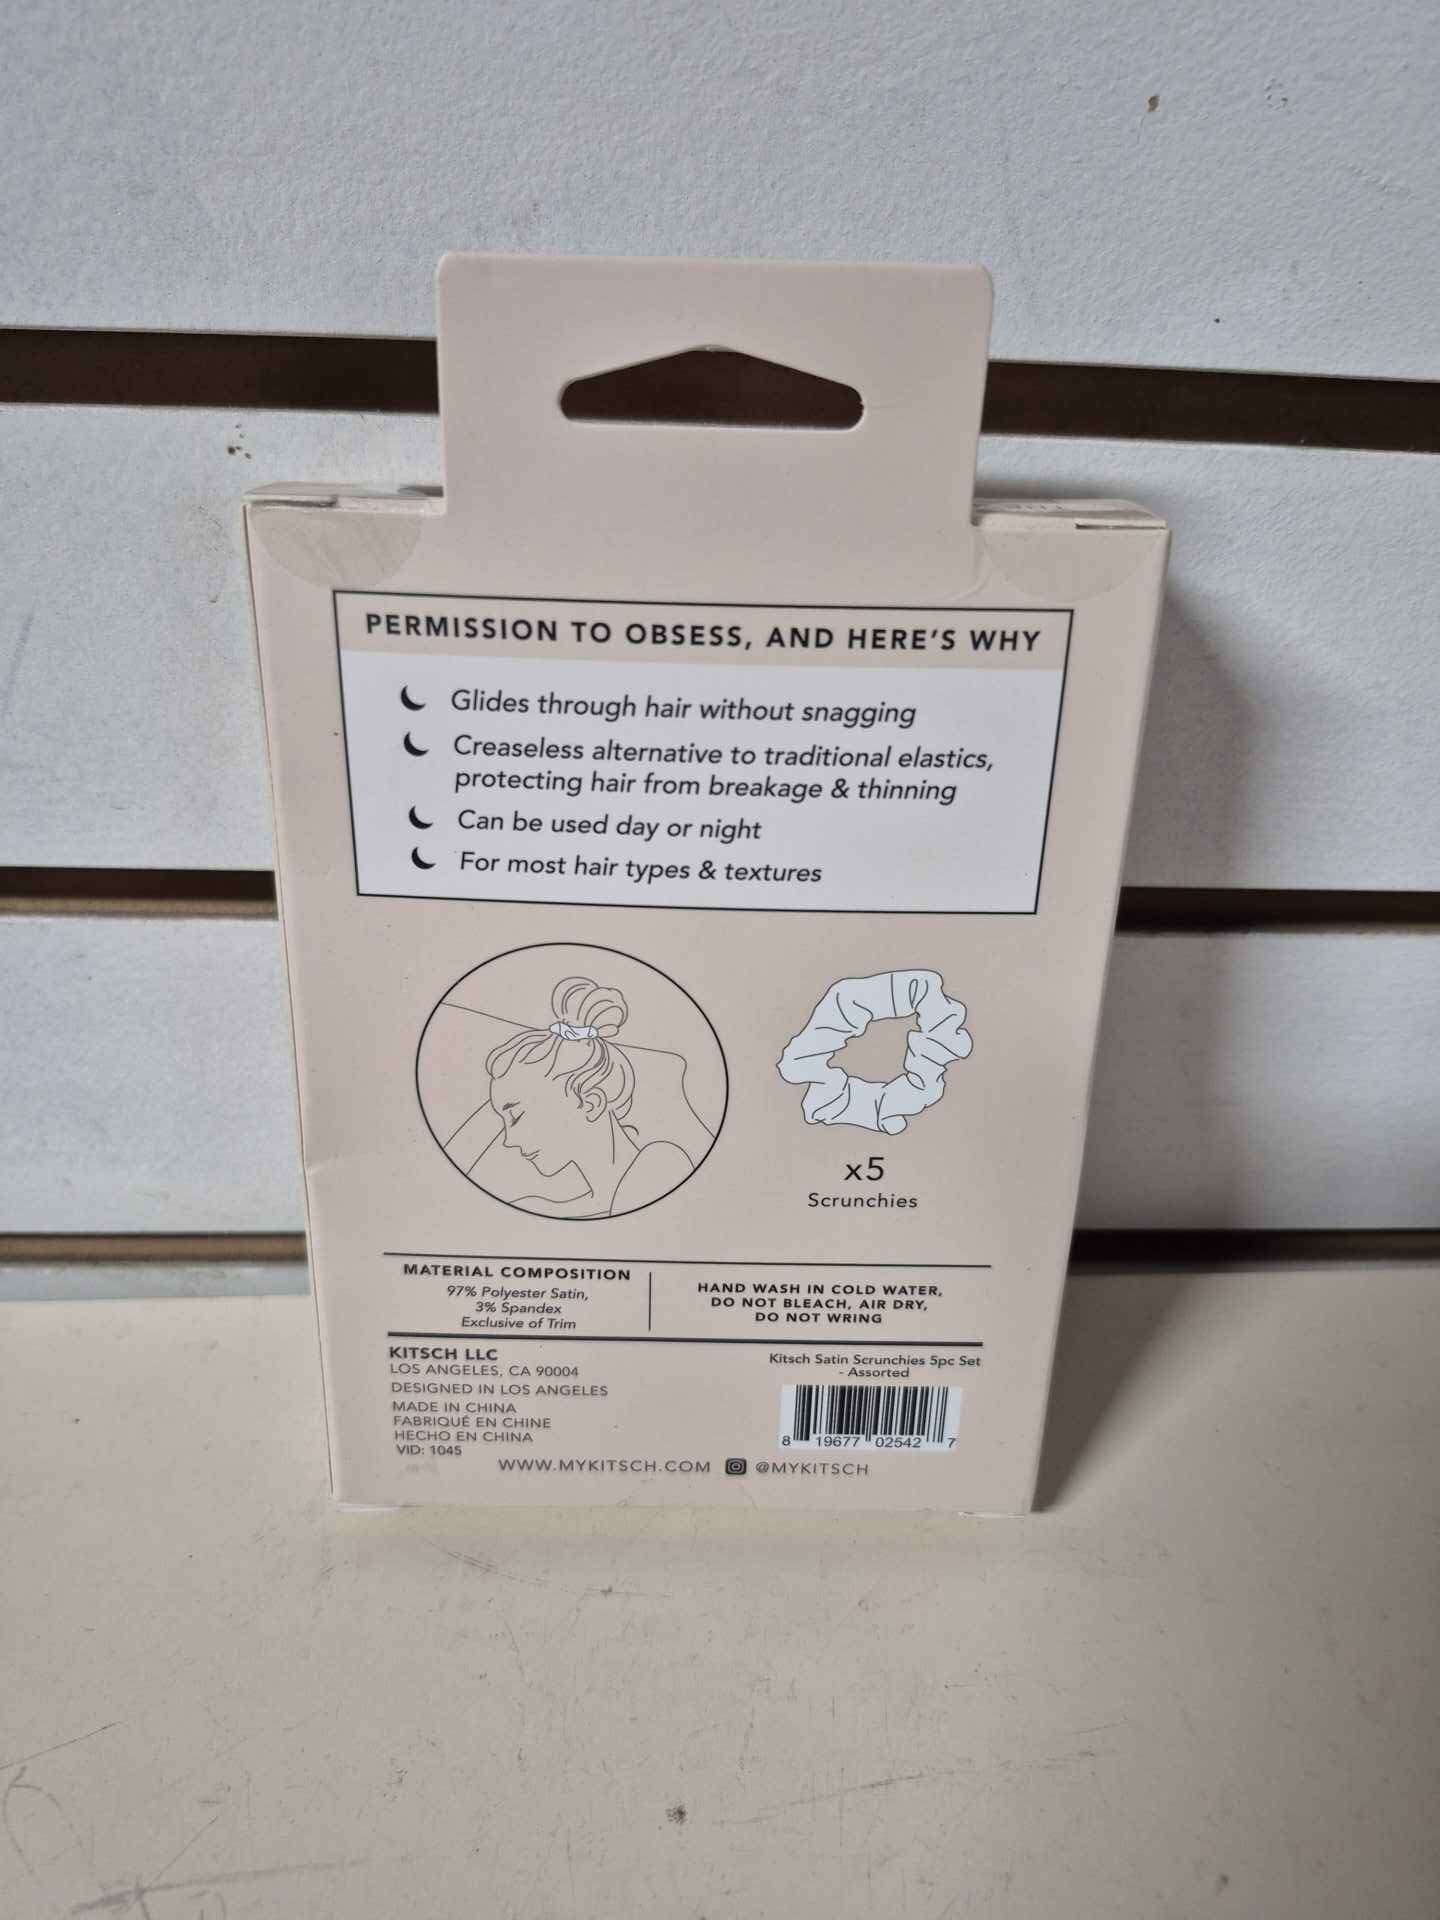 PERMISSION TO OBSESS, AND HERE'S WHY
Glides through hair without snagging
Creaseless alternative to traditional elastics,
protecting hair from breakage & thinning
Can be used day or night
For most hair types & textures
x5
Scrunchies
MATERIAL COMPOSITION
97% Polyester Satin,
3% Spandex
Exclusive of Trim
HAND WASH IN COLD WATER,
DO NOT BLEACH, AIR DRY,
DO NOT WRING
KITSCH LLC
LOS ANGELES, CA 90004
DESIGNED IN LOS ANGELES
MADE IN CHINA
FABRIQUÉ EN CHINE
HECHO EN CHINA
VID: 1045
Kitsch Satin Scrunchies 5pc Set
- Assorted
8 19677 02542 7
WWW.MYKITSCH.COM @MYKITSCH